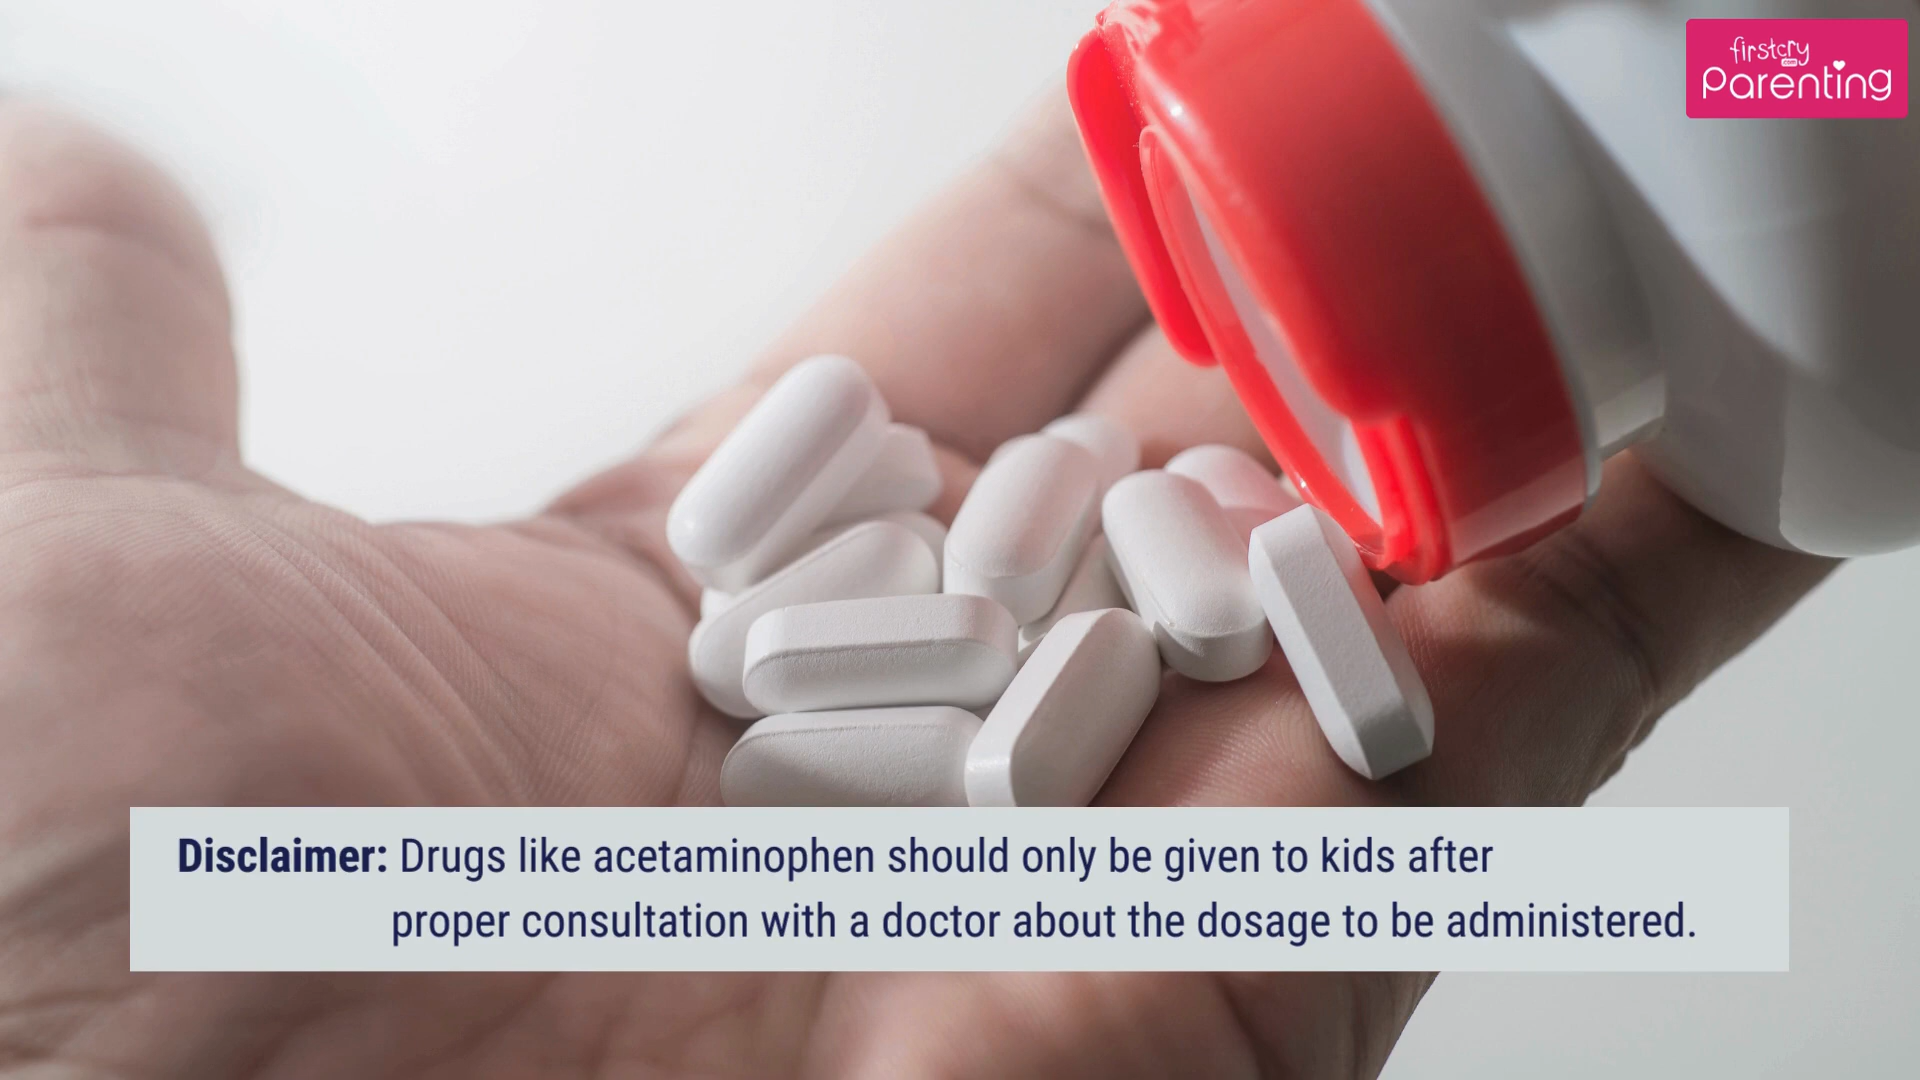 firstcry
.com
Parenting
Disclaimer: Drugs like acetaminophen should only be given to kids after
proper consultation with a doctor about the dosage to be administered.